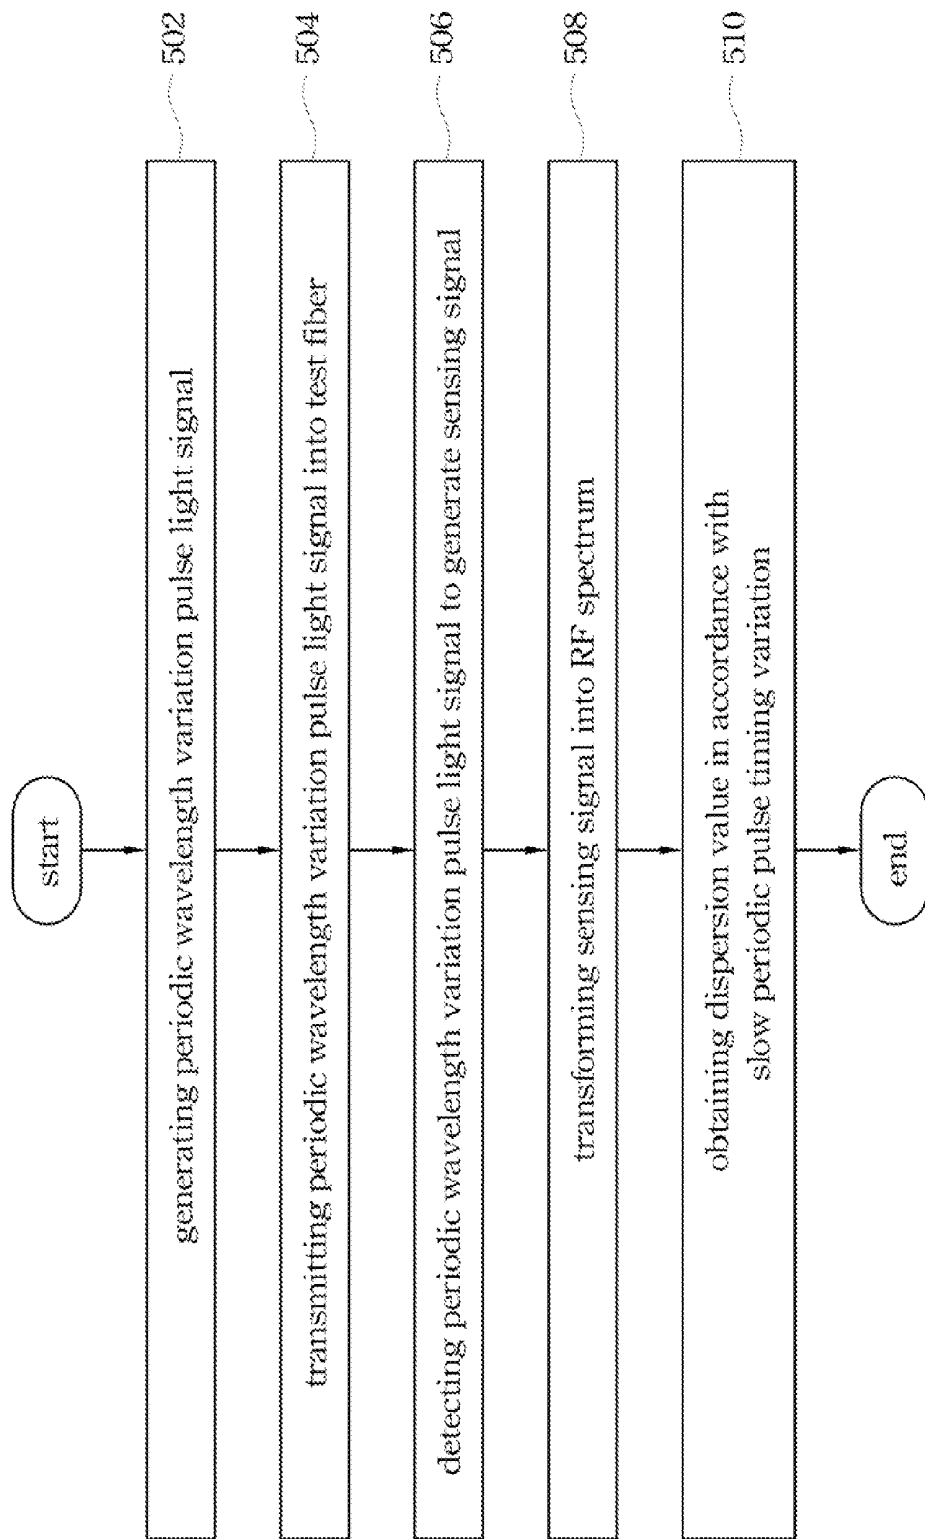 start
generating periodic wavelength variation pulse light signal
502
transmitting periodic wavelength variation pulse light signal into test fiber
504
detecting periodic wavelength variation pulse light signal to generate sensing signal
506
transforming sensing signal into RF spectrum
508
obtaining dispersion value in accordance with
slow periodic pulse timing variation
510
end